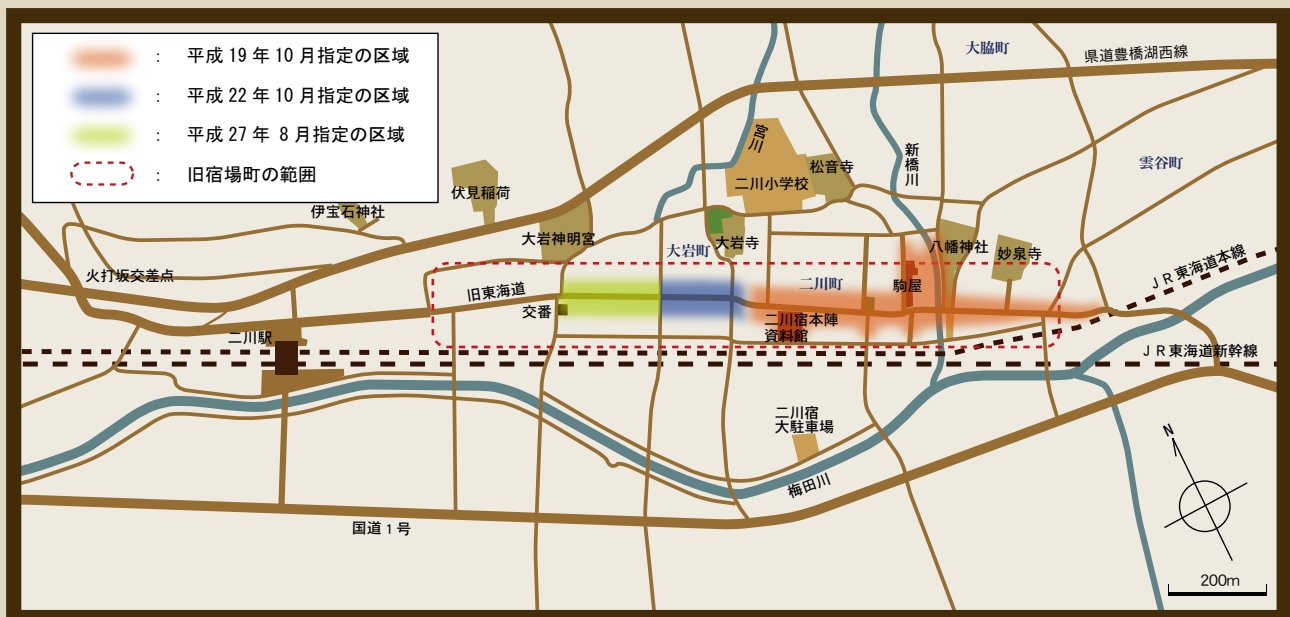 ： 平成 19 年 10 月指定の区域
： 平成 22 年 10 月指定の区域
： 平成 27 年 8 月指定の区域
： 旧宿場町の範囲
大脇町
県道豊橋湖西線
宮川
新橋川
松音寺
雲谷町
二川小学校
伏見稲荷
伊宝石神社
大岩神明宮
大岩町
大岩寺
八幡神社
妙泉寺
ＪＲ東海道本線
火打坂交差点
旧東海道
二川町
駒屋
交番
二川宿本陣
資料館
二川駅
ＪＲ東海道新幹線
二川宿
大駐車場
梅田川
国道 1 号
N
200m